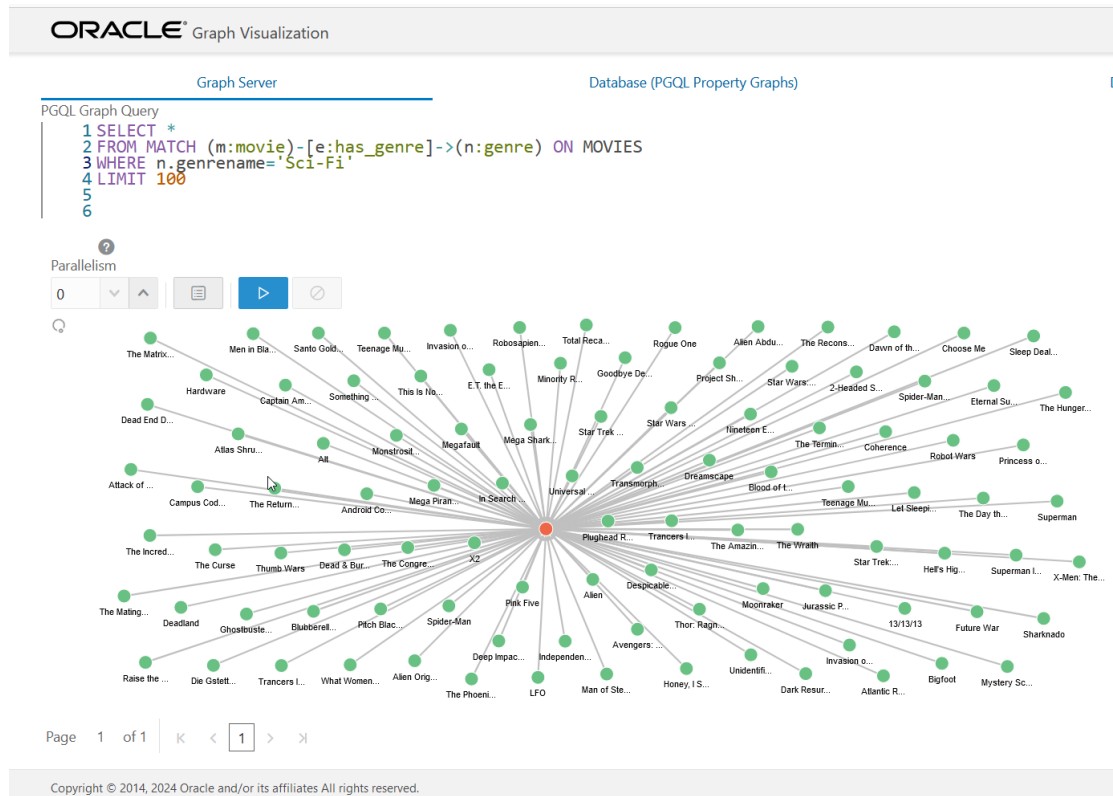 ORACLE® Graph Visualization
Graph Server
Database (PGQL Property Graphs)
PGQL Graph Query
1 SELECT *
2 FROM MATCH (m:movie)-[e:has_genre]->(n:genre) ON MOVIES
3 WHERE n.genrename='Sci-Fi'
4 LIMIT 100
5
6
?
Parallelism
0
The Matrix...
Men in Bla...
Santo Gold...
Teenage Mu...
Invasion o...
Robosapien...
Total Reca...
Rogue One
Alien Abdu...
The Recons...
Dawn of th...
Choose Me
Sleep Deal...
Hardware
Captain Am...
Something ...
This Is No...
E.T. the E...
Minority R...
Goodbye De...
Project Sh...
Star Wars:...
2-Headed S...
Spider-Man...
Eternal Su...
The Hunger...
Dead End D...
Atlas Shru...
Alt
Monstrosit...
Megafault
Mega Shark...
Star Trek ...
Star Wars ...
Nineteen E...
The Termin...
Coherence
Robot Wars
Princess o...
Attack of ...
Campus Cod...
The Return...
Android Co...
Mega Piran...
In Search ...
Universal ...
Transmorph...
Dreamscape
Blood of t...
Teenage Mu...
Let Sleepi...
The Day th...
Superman
The Incred...
The Curse
Thumb Wars
Dead & Bur...
The Congre...
X2
Plughead R...
Trancers I...
The Amazin...
The Wraith
Star Trek:...
Hell's Hig...
Superman I...
X-Men: The...
The Mating...
Deadland
Ghostbuste...
Blubberell...
Pitch Blac...
Spider-Man
Pink Five
Alien
Despicable...
Thor: Ragn...
Moonraker
Jurassic P...
13/13/13
Future War
Sharknado
Raise the ...
Die Gstett...
Trancers I...
What Women...
Alien Orig...
The Phoeni...
Deep Impac...
LFO
Independen...
Man of Ste...
Avengers: ...
Honey, I S...
Unidentifi...
Dark Resur...
Invasion o...
Atlantic R...
Bigfoot
Mystery Sc...
Page 1 of 1 1
Copyright © 2014, 2024 Oracle and/or its affiliates All rights reserved.